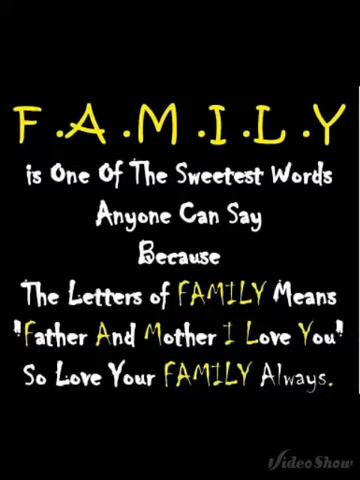 F.A.M.I.L.Y
is One Of The Sweetest Words
Anyone Can Say
Because
The Letters of FAMILY Means
"Father And Mother I Love You"
So Love Your FAMILY Always.
VideoShow